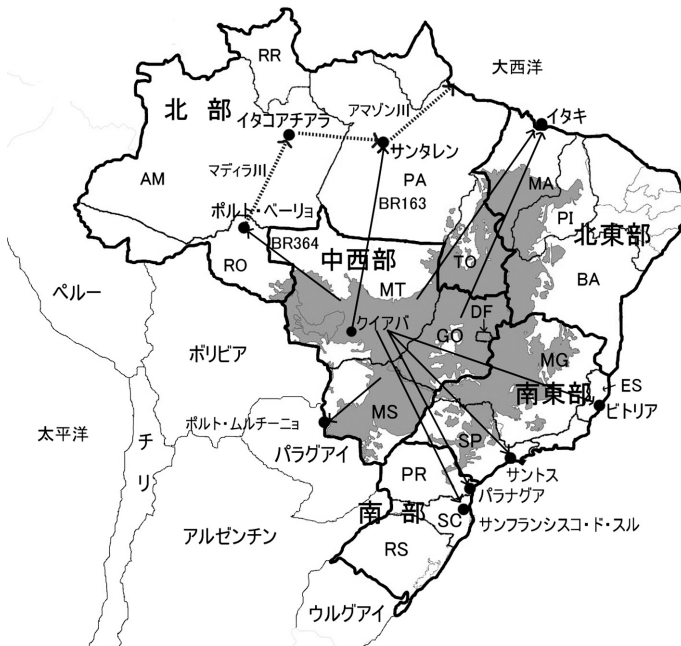 RR
大西洋
アマゾン川
北 部
イタコアチアラ
イタキ
サンタレン
マディラ川
AM
PA
MA
BR163
ポルト・ベーリョ
PI
北東部
BR364
中西部
RO
TO
BA
ペルー
MT
DF
クイアバ
GO
ボリビア
MG
ES
南東部
ビトリア
MS
ポルト・ムルチーニョ
太平洋
チリ
パラグアイ
SP
サントス
PR
パラナグア
南 部
SC
サンフランシスコ・ド・スル
アルゼンチン
RS
ウルグアイ